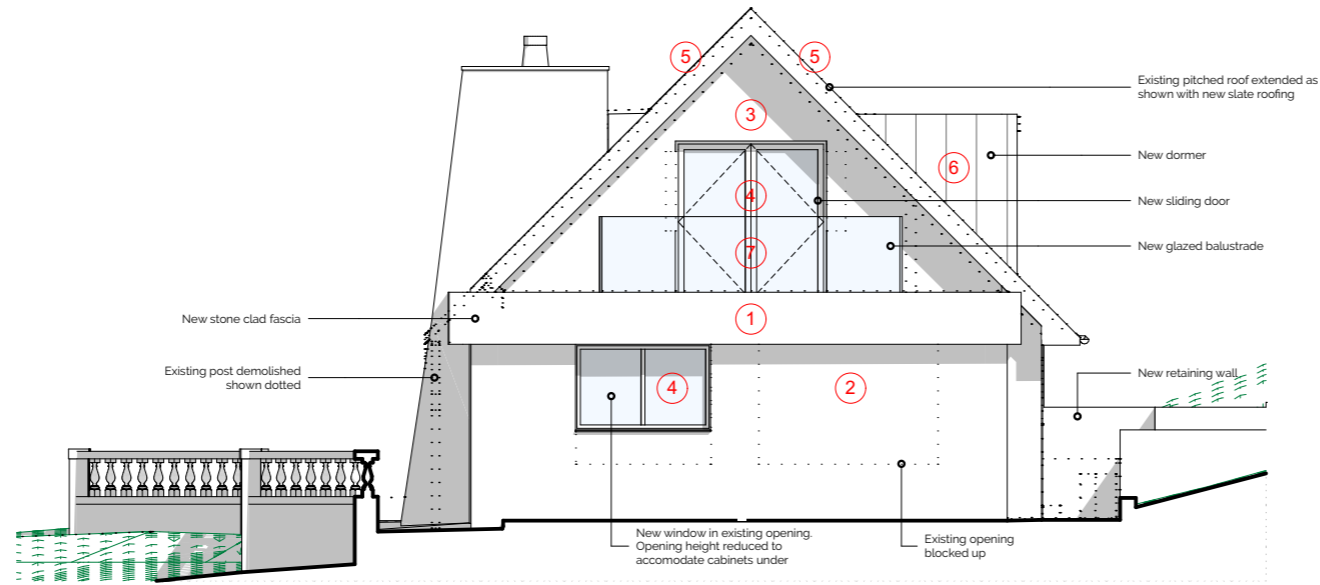 5
5
Existing pitched roof extended as
shown with new slate roofing
3
New dormer
6
4
New sliding door
7
New glazed balustrade
New stone clad fascia
1
Existing post demolished
shown dotted
4
2
New retaining wall
New window in existing opening.
Opening height reduced to
accomodate cabinets under
Existing opening
blocked up